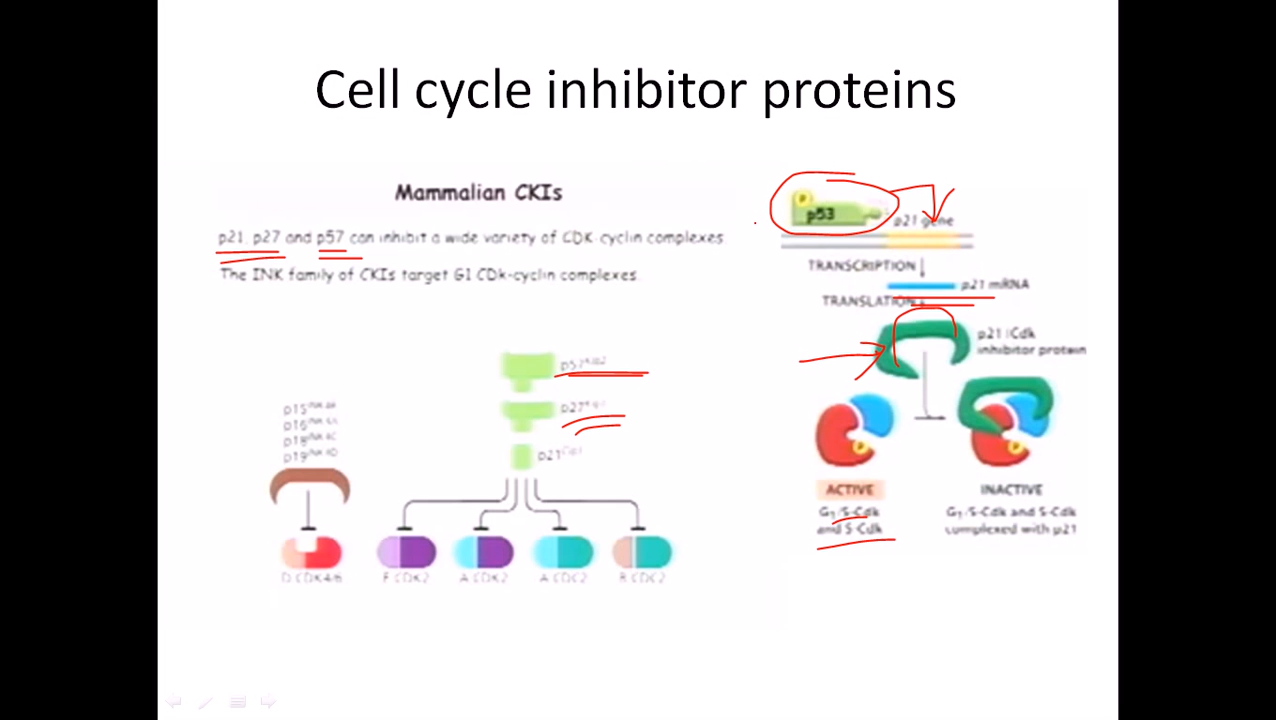 Cell cycle inhibitor proteins
Mammalian CKIs
p21, p27 and p57 can inhibit a wide variety of CDK-cyclin complexes
The INK family of CKIs target G1 CDk-cyclin complexes.
p57
p27
p21
p15
p16
p18
p19
D CDK4/6
CDK2
A CDK2
A CDC2
CDC2
P
p53
p21 gene
TRANSCRIPTION
p21 mRNA
TRANSLATION
p21 (Cdk
inhibitor protein
P
P
ACTIVE
G1/S-Cdk
and S-Cdk
INACTIVE
G1/S-Cdk and S-Cdk
complexed with p21